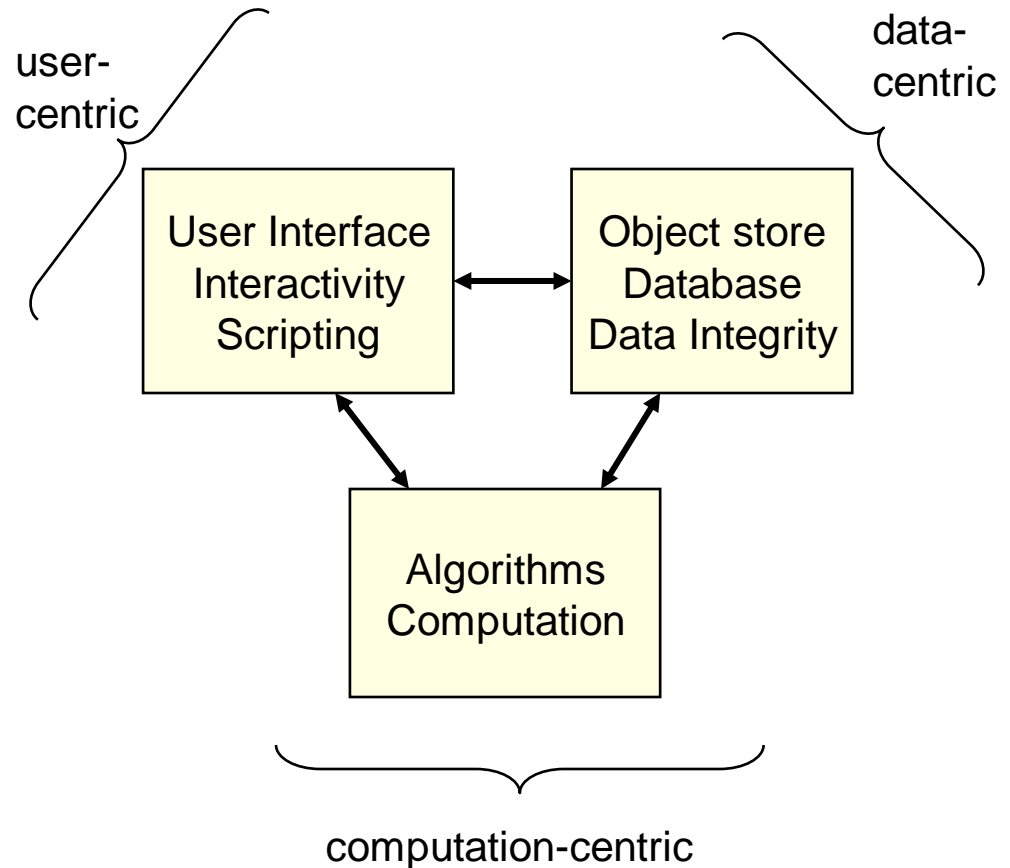 user-
centric
data-
centric
User Interface
Interactivity
Scripting
Object store
Database
Data Integrity
Algorithms
Computation
computation-centric